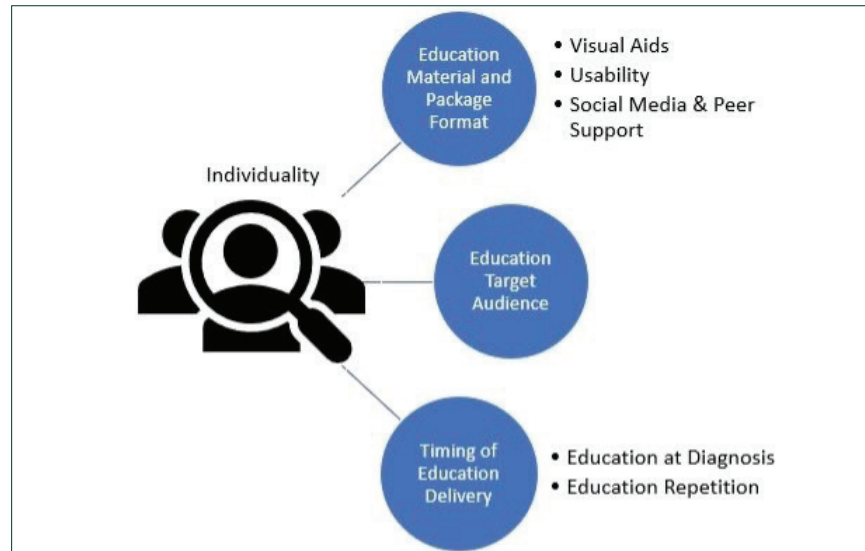 Education
Material and
Package
Format
• Visual Aids
• Usability
• Social Media & Peer
Support
Individuality
Education
Target
Audience
Timing of
Education
Delivery
• Education at Diagnosis
• Education Repetition